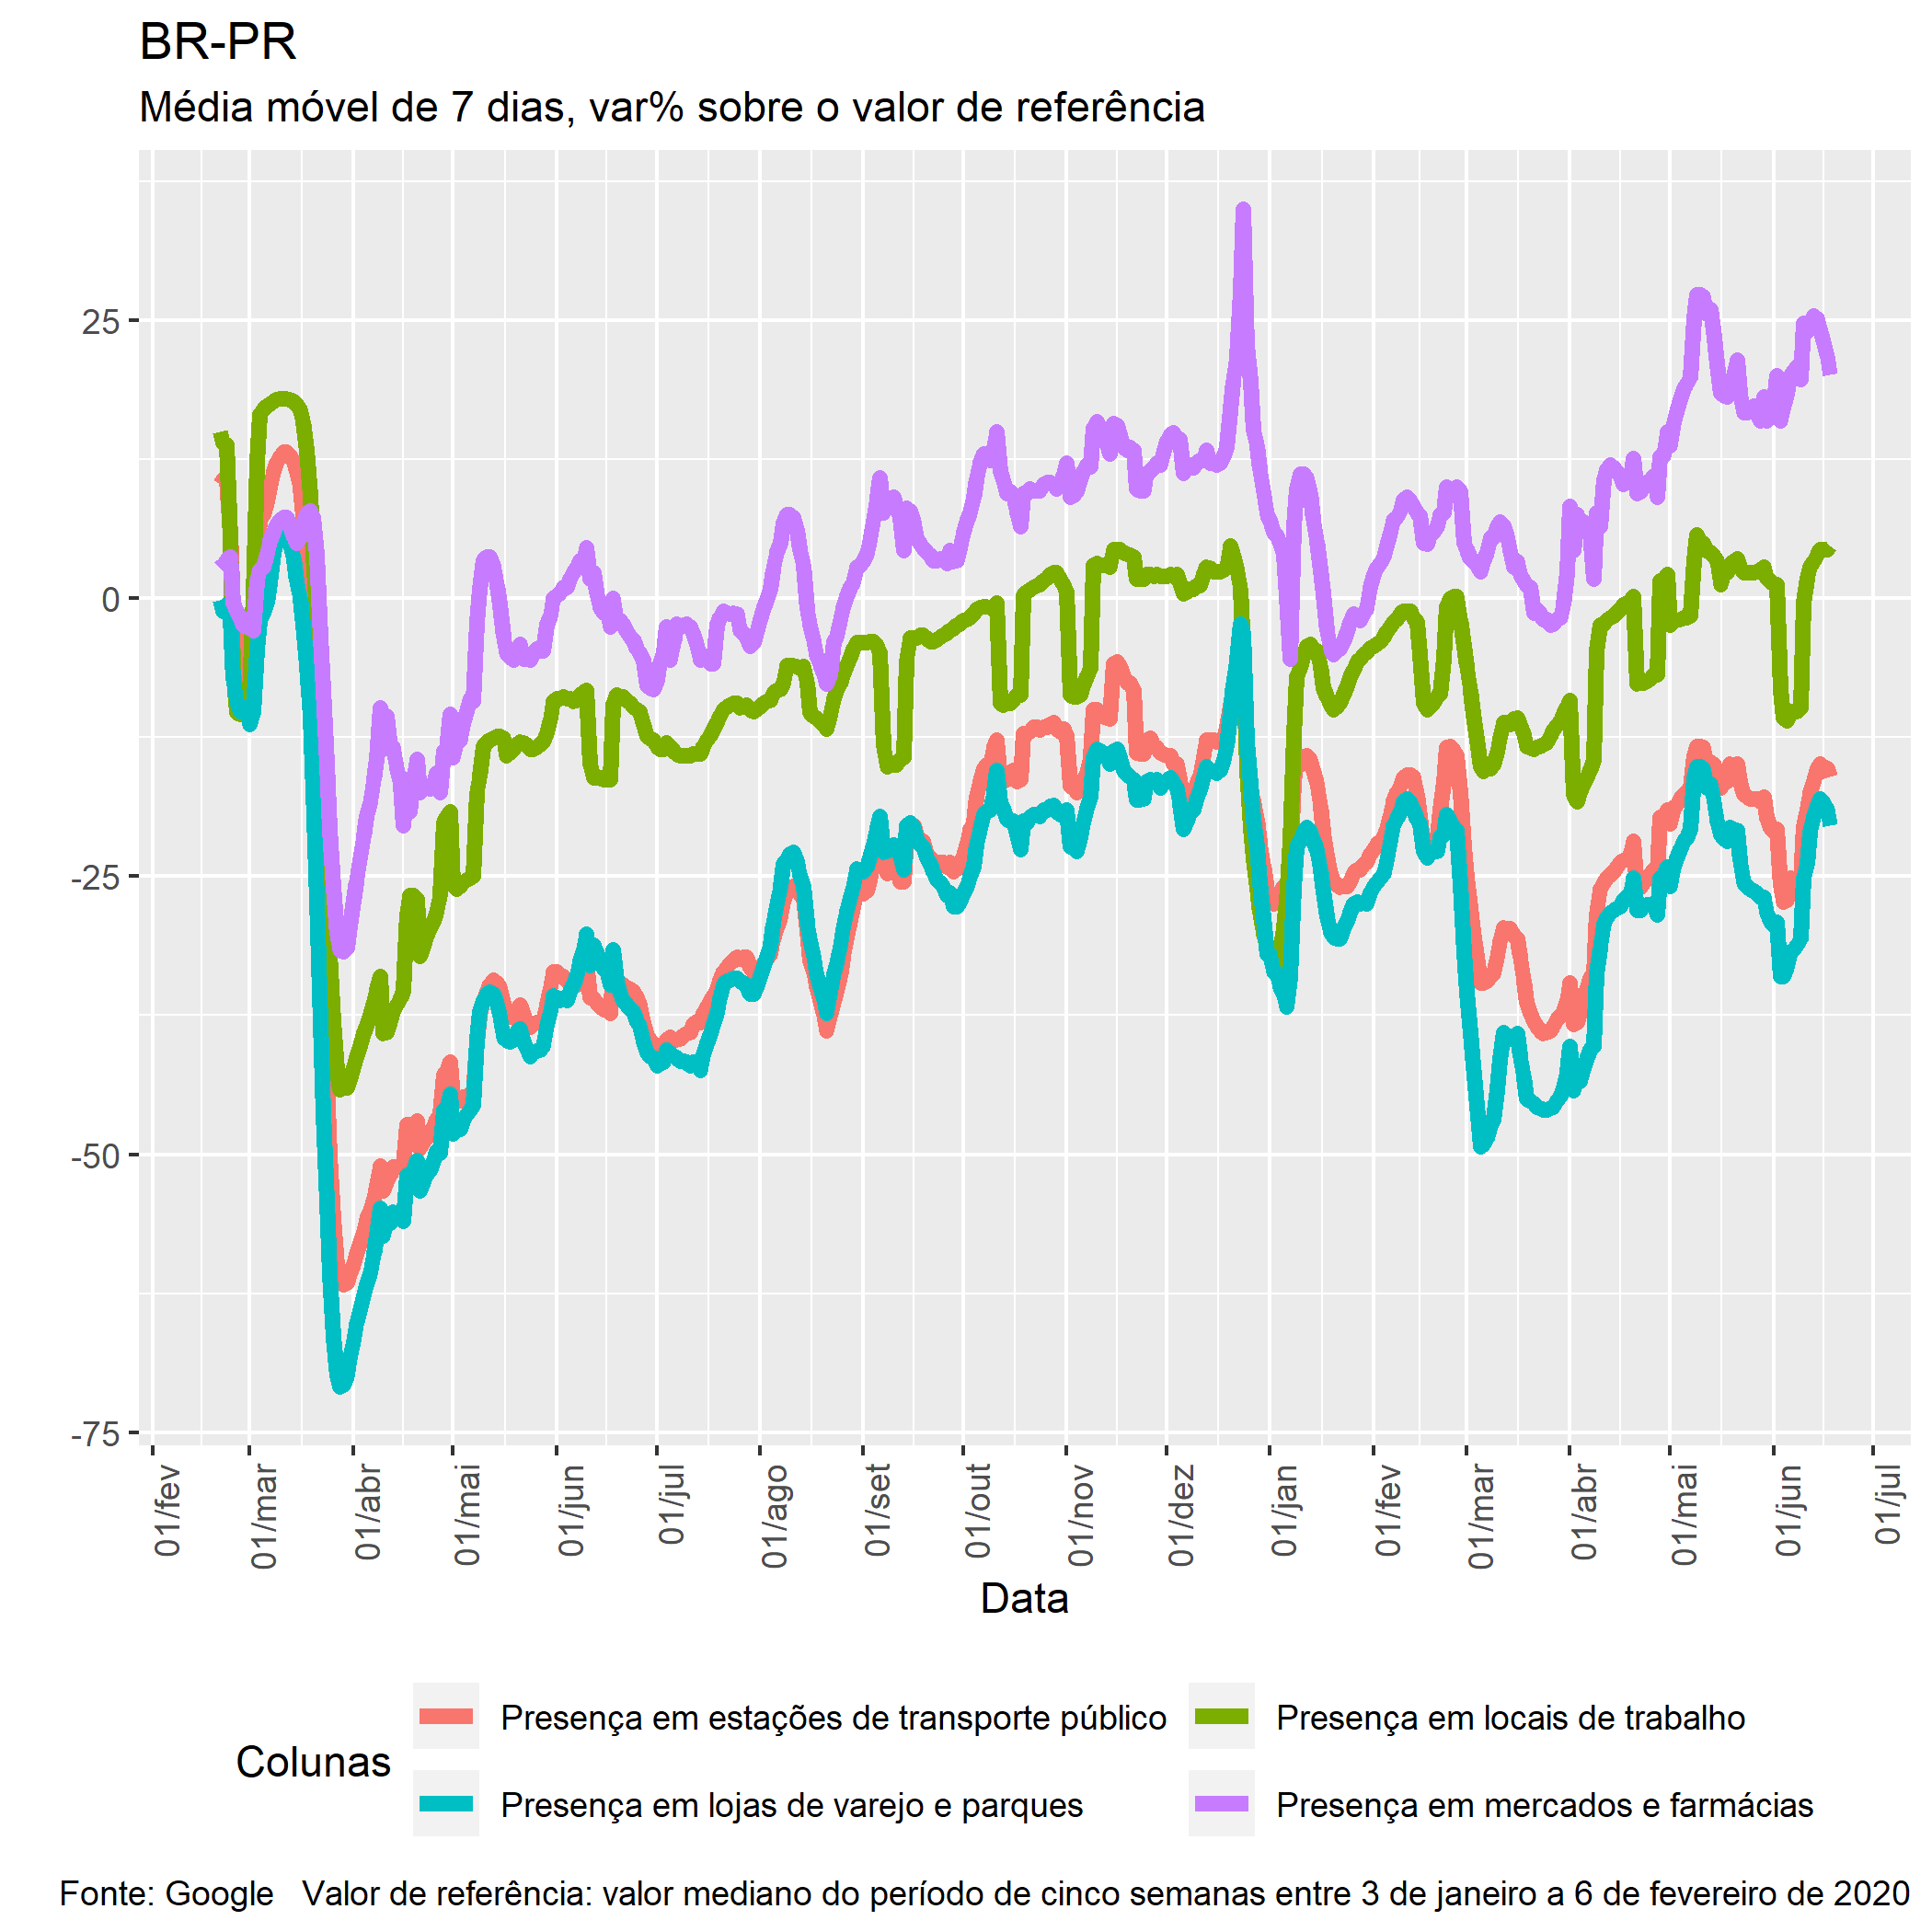 BR-PR
Média móvel de 7 dias, var% sobre o valor de referência
25
0
-25
-50
-75
01/fev
01/mar
01/abr
01/mai
01/jun
01/jul
01/ago
01/set
01/out
01/nov
01/dez
01/jan
01/fev
01/mar
01/abr
01/mai
01/jun
01/jul
Data
Colunas
Presença em estações de transporte público
Presença em locais de trabalho
Presença em lojas de varejo e parques
Presença em mercados e farmácias
Fonte: Google   Valor de referência: valor mediano do período de cinco semanas entre 3 de janeiro a 6 de fevereiro de 2020